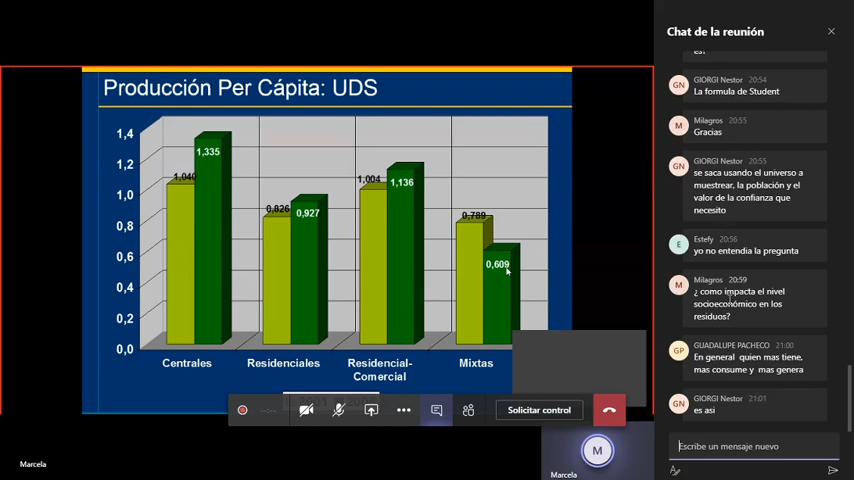 Producción Per Cápita: UDS
1,4
1,2
1,0
0,8
0,6
0,4
0,2
0,0
1,040
1,335
0,826
0,927
1,004
1,136
0,789
0,609
Centrales
Residenciales
Residencial-
Comercial
Mixtas
Solicitar control
Marcela
M
Marcela
Chat de la reunión
es?
GN
GIORGI Nestor 20:54
La formula de Student
M
Milagros 20:55
Gracias
GN
GIORGI Nestor 20:55
se saca usando el universo a
muestrear, la población y el
valor de la confianza que
necesito
E
Estefy 20:56
yo no entendia la pregunta
M
Milagros 20:59
¿ como impacta el nivel
socioeconómico en los
residuos?
GP
GUADALUPE PACHECO 21:00
En general quien mas tiene,
mas consume y mas genera
GN
GIORGI Nestor 21:01
es asi
Escribe un mensaje nuevo